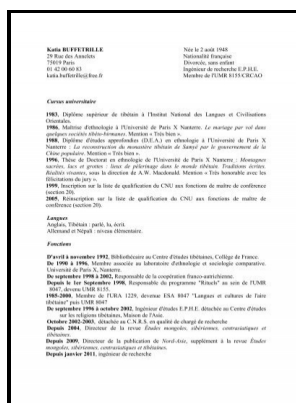 Katia BUFFETRILLE
29 Rue des Annelets
75019 Paris
01 42 00 60 83
katia.buffetrille@free.fr
Née le 2 août 1948
Nationalité française
Divorcée, sans enfant
Ingénieur de recherche E.P.H.E.
Membre de l'UMR 8155/CRCAO
Cursus universitaire
1983, Diplôme supérieur de tibétain à l'Institut National des Langues et Civilisations
Orientales.
1986, Maitrise d'ethnologie à l'Université de Paris X Nanterre. Le mariage par vol dans
quelques sociétés tibéto-birmanes. Mention « Très bien ».
1988, Diplôme d'études approfondies (D.E.A.) en ethnologie à l'Université de Paris X
Nanterre : La reconstruction du monastère tibétain de Samyé par le gouvernement de la
Chine populaire. Mention « Très bien ».
1996, Thèse de Doctorat en ethnologie de l'Université de Paris X Nanterre : Montagnes
sacrées, lacs et grottes : lieux de pèlerinage dans le monde tibétain. Traditions écrites.
Réalités vivantes, sous la direction de A.W. Macdonald. Mention « Très honorable avec les
félicitations du jury ».
1999, Inscription sur la liste de qualification du CNU aux fonctions de maître de conférence
(section 20).
2005, Réinscription sur la liste de qualification du CNU aux fonctions de maître de
conférence (section 20).
Langues
Anglais, Tibétain : parlé, lu, écrit.
Allemand et Népali : niveau élémentaire.
Fonctions
D'avril à novembre 1992, Bibliothécaire au Centre d'études tibétaines, Collège de France.
De 1990 à 1996, Membre associée au laboratoire d'ethnologie et sociologie comparative.
Université de Paris X, Nanterre.
De septembre 1998 à 2002, Responsable de la coopération franco-autrichienne.
Depuis le 1er Septembre 1998, Responsable du programme "Rituels" au sein de l'UMR
8047, devenu UMR 8155.
1985-2000, Membre de l'URA 1229, devenue ESA 8047 "Langues et cultures de l'aire
tibétaine" puis UMR 8047
De septembre 1996 à octobre 2002, Ingénieur d'études E.P.H.E. détachée au Centre d'études
sur les religions tibétaines, Maison de l'Asie.
Octobre 2002-2003, détachée au C.N.R.S. en qualité de chargé de recherche
Depuis 2004, Directeur de la revue Études mongoles, sibériennes, centrasiatiques et
tibétaines.
Depuis 2009, Directeur de la publication de Nord-Asie, supplément à la revue Études
mongoles, sibériennes, centrasiatiques et tibétaines.
Depuis janvier 2011, ingénieur de recherche